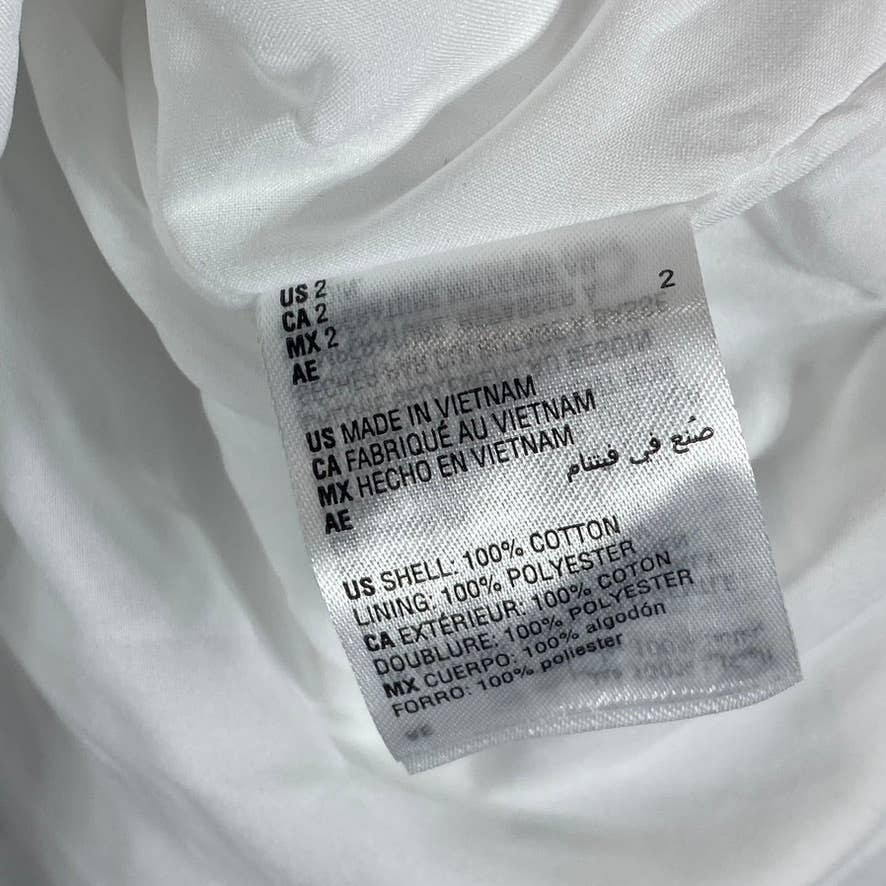 US 2
CA 2
MX 2
AE 2
US MADE IN VIETNAM
CA FABRIQUÉ AU VIETNAM
MX HECHO EN VIETNAM
AE صُنع في فيتنام
US SHELL: 100% COTTON
LINING: 100% POLYESTER
CA EXTÉRIEUR: 100% COTON
DOUBLURE: 100% POLYESTER
MX CUERPO: 100% algodón
FORRO: 100% poliester